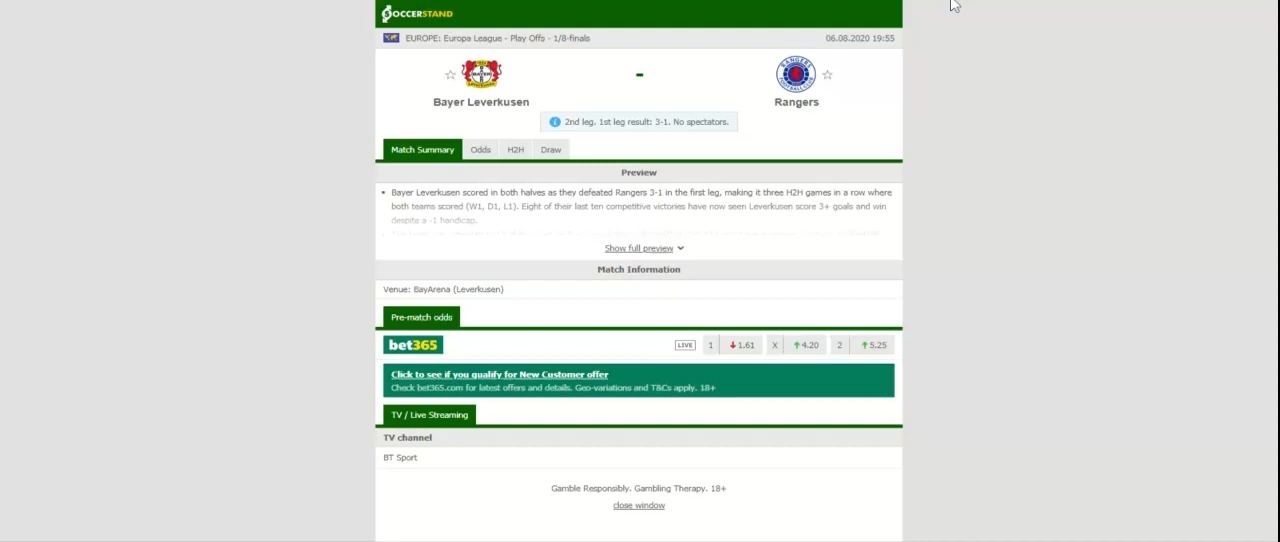 SOCCERSTAND
EUROPE: Europa League - Play Offs - 1/8-finals 06.08.2020 19:55
-
Bayer Leverkusen Rangers
2nd leg. 1st leg result: 3-1. No spectators.
Match Summary Odds H2H Draw
Preview
Bayer Leverkusen scored in both halves as they defeated Rangers 3-1 in the first leg, making it three H2H games in a row where
both teams scored (W1, D1, L1). Eight of their last ten competitive victories have now seen Leverkusen score 3+ goals and win
despite a -1 handicap.
Show full preview
Match Information
Venue: BayArena (Leverkusen)
Pre-match odds
bet365 LIVE 1 1.61 X 4.20 2 5.25
Click to see if you qualify for New Customer offer
Check bet365.com for latest offers and details. Geo-variations and T&Cs apply. 18+
TV / Live Streaming
TV channel
BT Sport
Gamble Responsibly. Gambling Therapy. 18+
close window